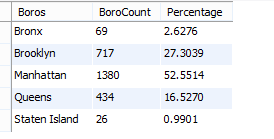 Boros BoroCount Percentage
Bronx 69 2.6276
Brooklyn 717 27.3039
Manhattan 1380 52.5514
Queens 434 16.5270
Staten Island 26 0.9901